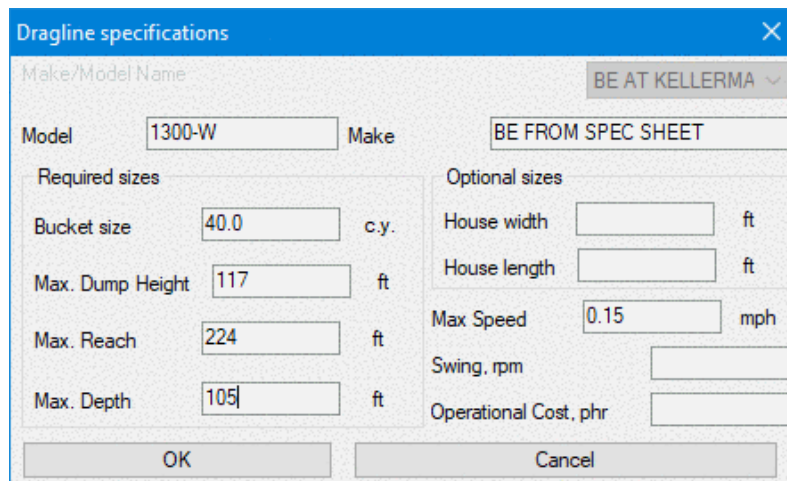 Dragline specifications
Make/Model Name
BE AT KELLERMA
Model 1300-W Make BE FROM SPEC SHEET
Required sizes
Bucket size 40.0 c.y.
Max. Dump Height 117 ft
Max. Reach 224 ft
Max. Depth 105 ft
Optional sizes
House width ft
House length ft
Max Speed 0.15 mph
Swing, rpm
Operational Cost, phr
OK Cancel